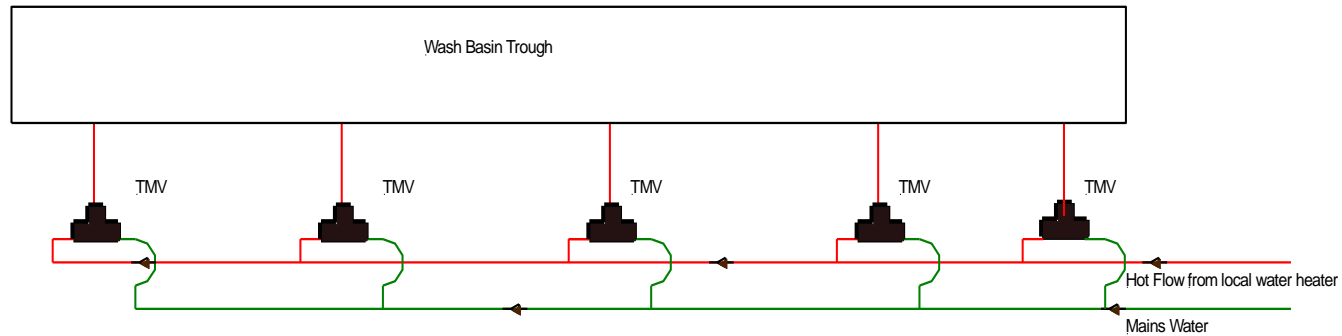 Wash Basin Trough
TMV
TMV
TMV
TMV
TMV
Hot Flow from local water heater
Mains Water